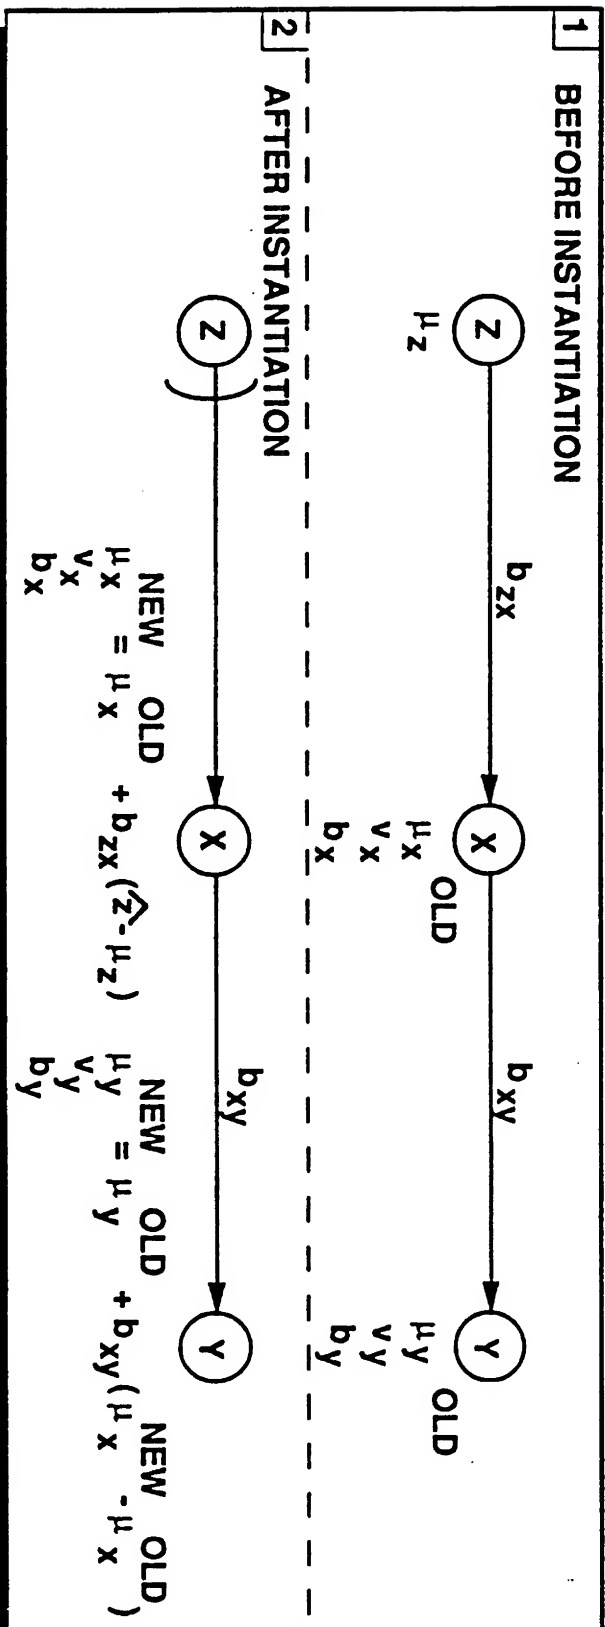 1 BEFORE INSTANTIATION
Z
μz
bzx
X
μx OLD
vx
bx
bxy
Y
μy OLD
vy
by
2 AFTER INSTANTIATION
Z
X
bxy
Y
μx NEW = μx OLD + bzx(ẑ - μz)
vx
bx
μy NEW = μy OLD + bxy(μx NEW - μx OLD)
vy
by